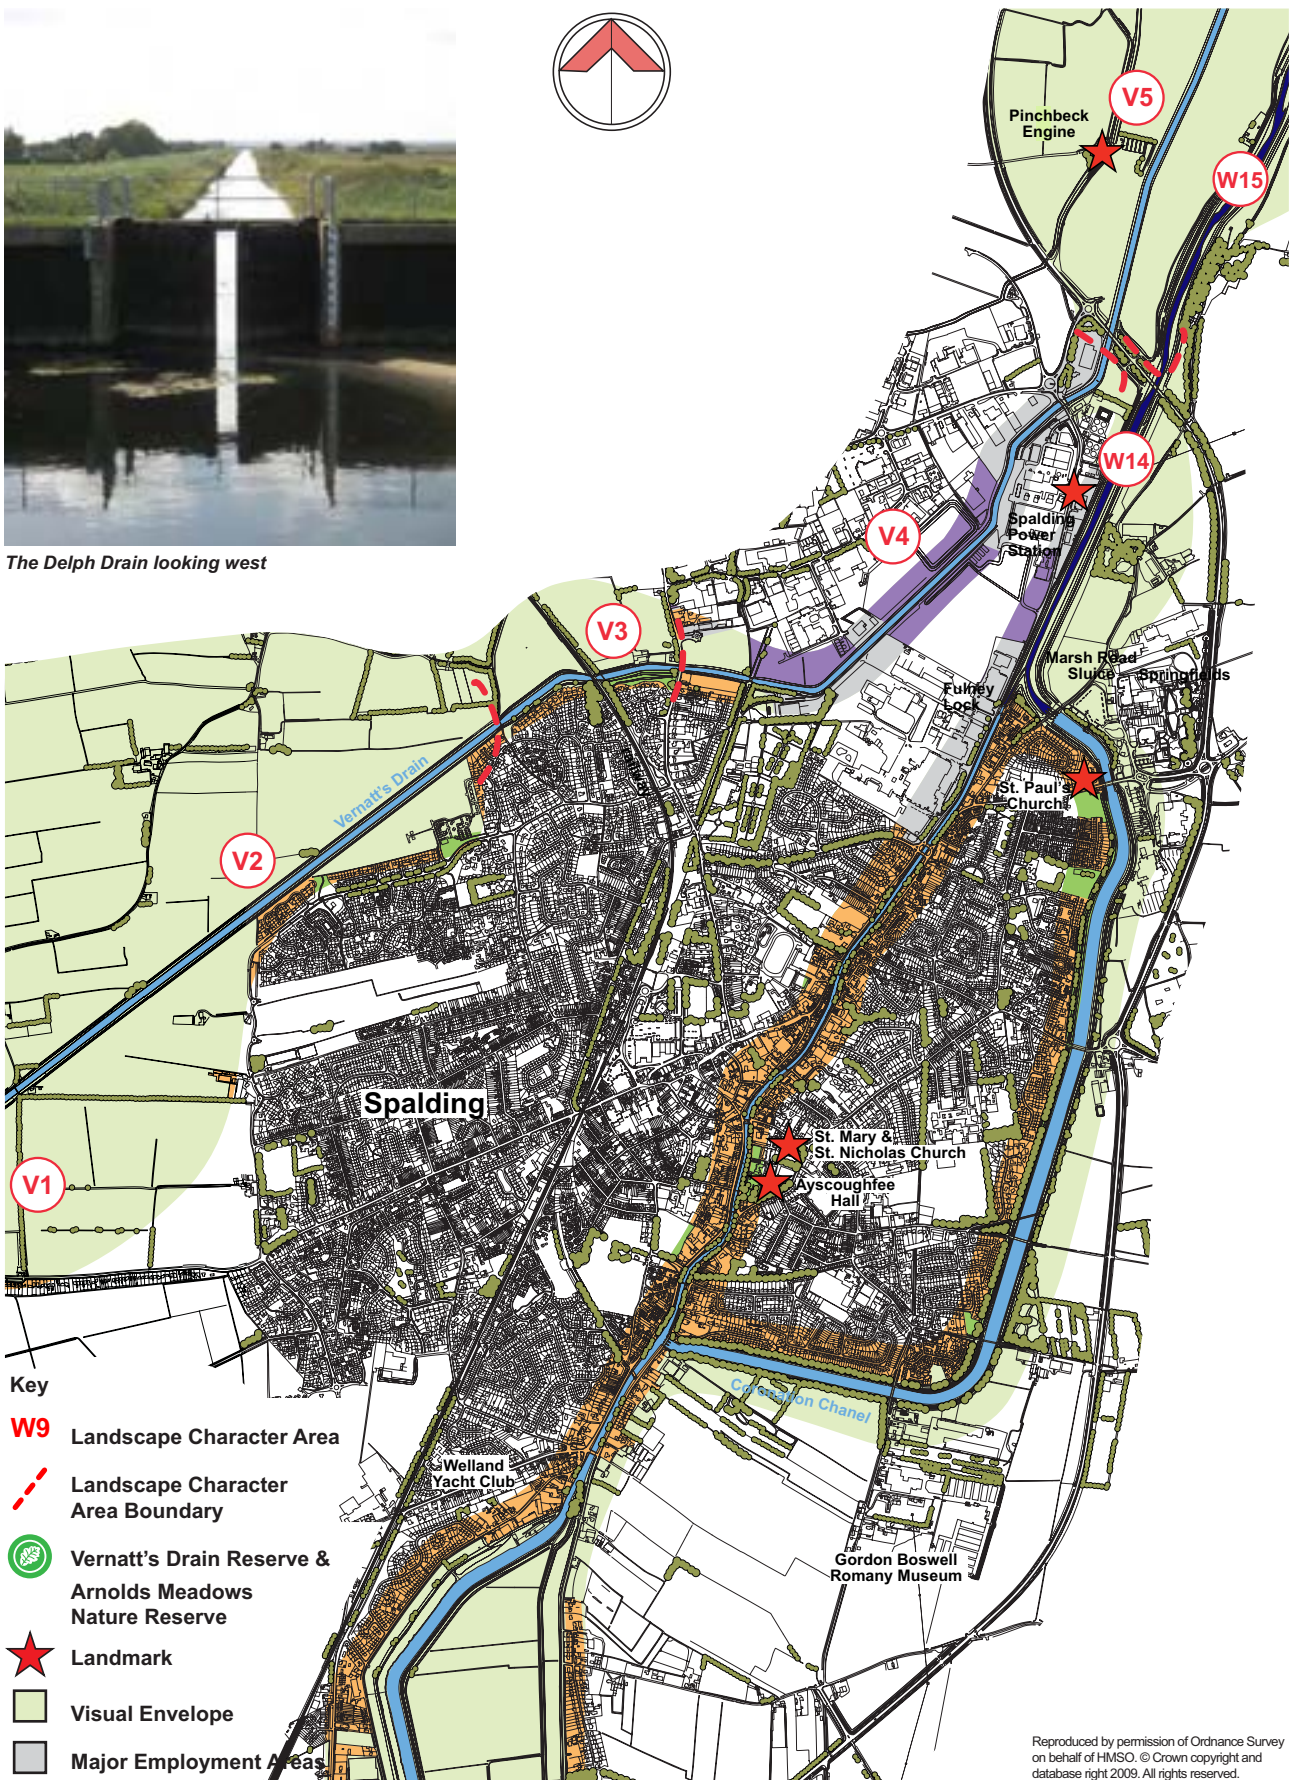 The Delph Drain looking west
V5
Pinchbeck
Engine
W15
W14
Spalding
Power
Station
V4
V3
Marsh Road
Sluice
Springfields
Fulney
Lock
St. Paul's
Church
Vernatt's Drain
V2
Railway
Spalding
St. Mary &
St. Nicholas Church
Ayscoughfee
Hall
V1
Coronation Chanel
Welland
Yacht Club
Gordon Boswell
Romany Museum
Key
W9 Landscape Character Area
Landscape Character
Area Boundary
Vernatt's Drain Reserve &
Arnolds Meadows
Nature Reserve
Landmark
Visual Envelope
Major Employment Areas
Reproduced by permission of Ordnance Survey
on behalf of HMSO. © Crown copyright and
database right 2009. All rights reserved.